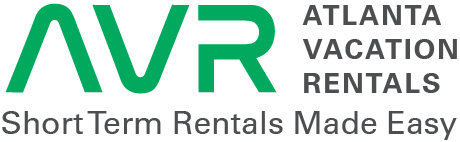 AVR
ATLANTA
VACATION
RENTALS
Short Term Rentals Made Easy